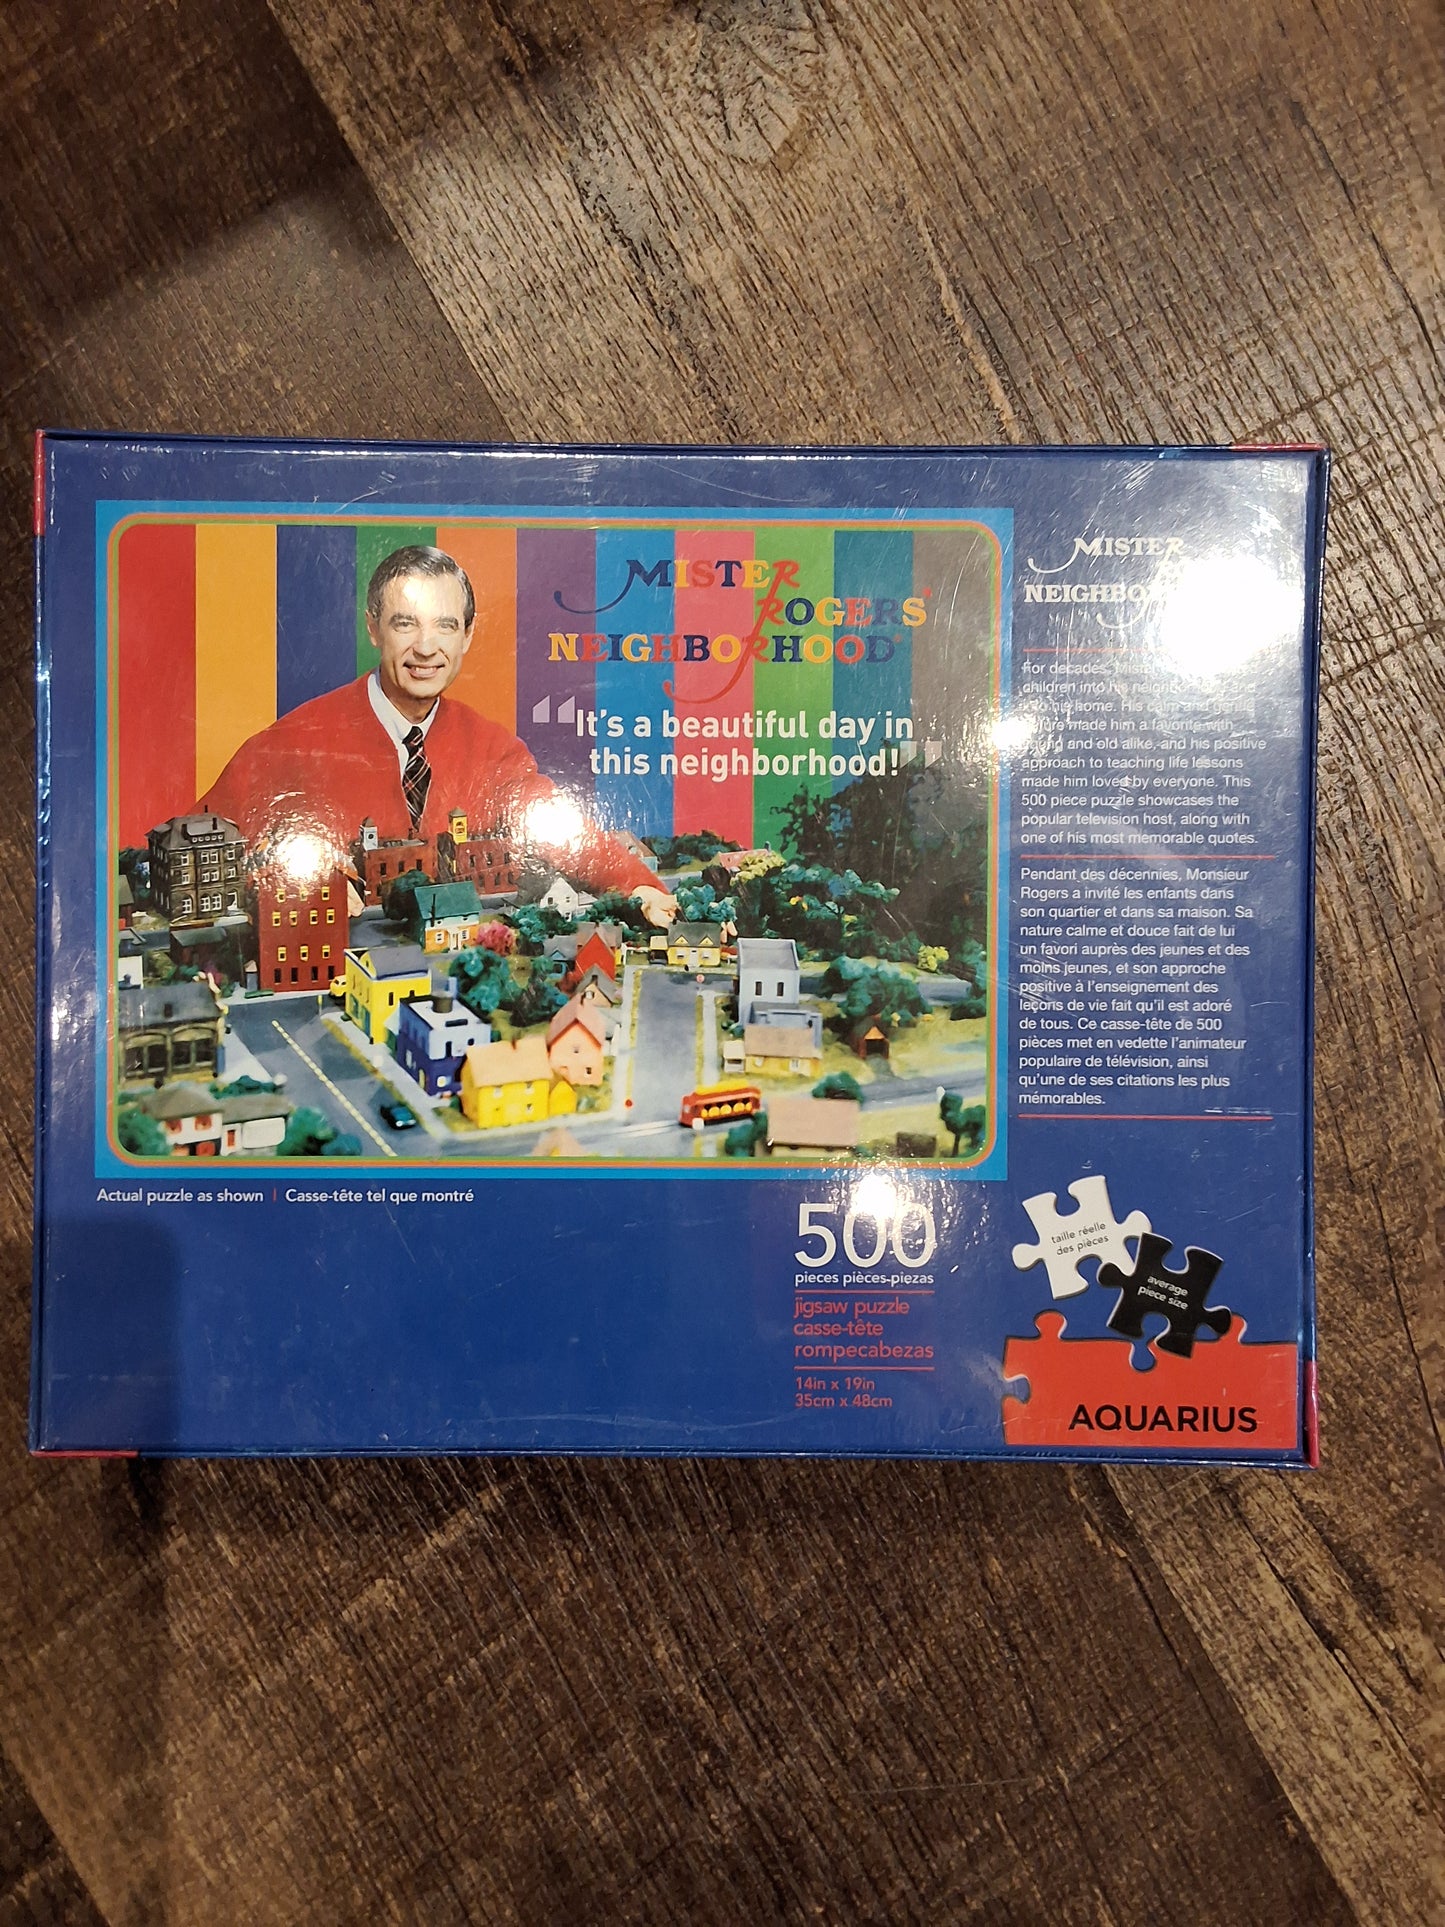 MISTER
ROGERS'
NEIGHBORHOOD
“It's a beautiful day in
this neighborhood!”
Actual puzzle as shown | Casse-tête tel que montré
MISTER
For decades,
children into his and
home. His calm and gentle
made him a favorite with
and old alike, and his positive
approach to teaching life lessons
made him loved by everyone. This
500 piece puzzle showcases the
popular television host, along with
one of his most memorable quotes.
Pendant des décennies, Monsieur
Rogers a invité les enfants dans
son quartier et dans sa maison. Sa
nature calme et douce fait de lui
un favori auprès des jeunes et des
moins jeunes, et son approche
positive à l'enseignement des
leçons de vie fait qu'il est adoré
de tous. Ce casse-tête de 500
pièces met en vedette l'animateur
populaire de télévision, ainsi
qu'une de ses citations les plus
mémorables.
500
pieces pièces-piezas
jigsaw puzzle
casse-tête
rompecabezas
14in x 19in
35cm x 48cm
taille réelle
des pièces
average
piece size
AQUARIUS